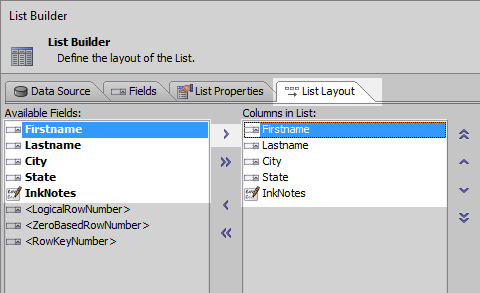 List Builder
List Builder
Define the layout of the List.
Data Source
Fields
List Properties
List Layout
Available Fields:
Firstname
Lastname
City
State
InkNotes
<LogicalRowNumber>
<ZeroBasedRowNumber>
<RowKeyNumber>
Columns in List:
Firstname
Lastname
City
State
InkNotes